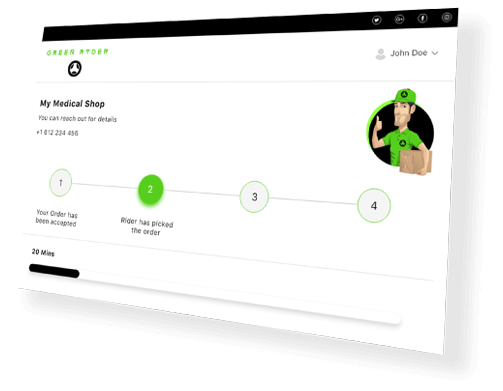 GREEN RYDER
John Doe
My Medical Shop
You can reach out for details
+1 612 234 456
1
2
3
4
Your Order has
been accepted
Rider has picked
the order
20 Mins